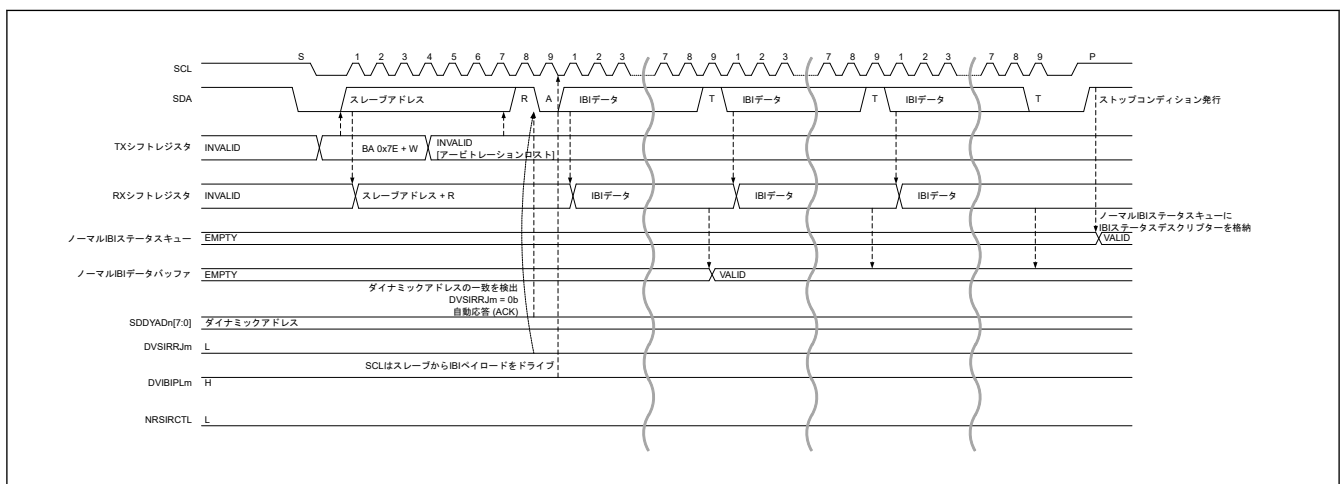 S 1 2 3 4 5 6 7 8 9 1 2 3 7 8 9 1 2 3 7 8 9 1 2 3 7 8 9 P
SCL
SDA スレーブアドレス R A IBIデータ T IBIデータ T IBIデータ T ストップコンディション発行
TXシフトレジスタ INVALID BA 0x7E + W INVALID
[アービトレーションロスト]
RXシフトレジスタ INVALID スレーブアドレス + R IBIデータ IBIデータ IBIデータ
ノーマルIBIステータスキューに
IBIステータスデスクリプターを格納
ノーマルIBIステータスキュー EMPTY VALID
ノーマルIBIデータバッファ EMPTY VALID
ダイナミックアドレスの一致を検出
DVSIRRJm = 0b
自動応答 (ACK)
SDDYADn[7:0] ダイナミックアドレス
DVSIRRJm L
SCLはスレーブからIBIペイロードをドライブ
DVIBIPLm H
NRSIRCTL L